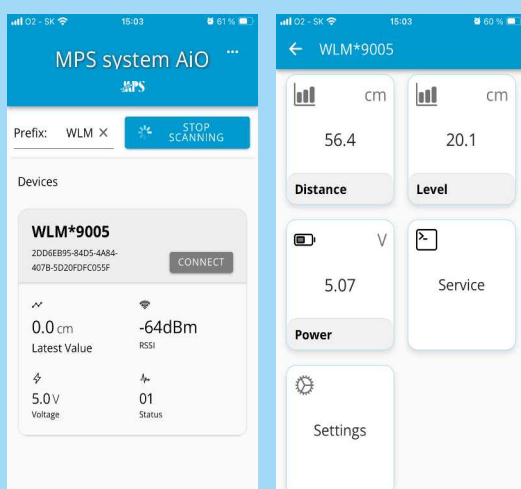 O2 - SK 15:03 61 %
MPS system AiO
MPS
Prefix: WLM × STOP SCANNING
Devices
WLM*9005
2DD6EB95-84D5-4A84-
407B-5D20FDFC055F
CONNECT
0.0 cm -64dBm
Latest Value RSSI
5.0 V 01
Voltage Status
O2 - SK 15:03 60 %
WLM*9005
cm cm
56.4 20.1
Distance Level
V
5.07 Service
Power
Settings